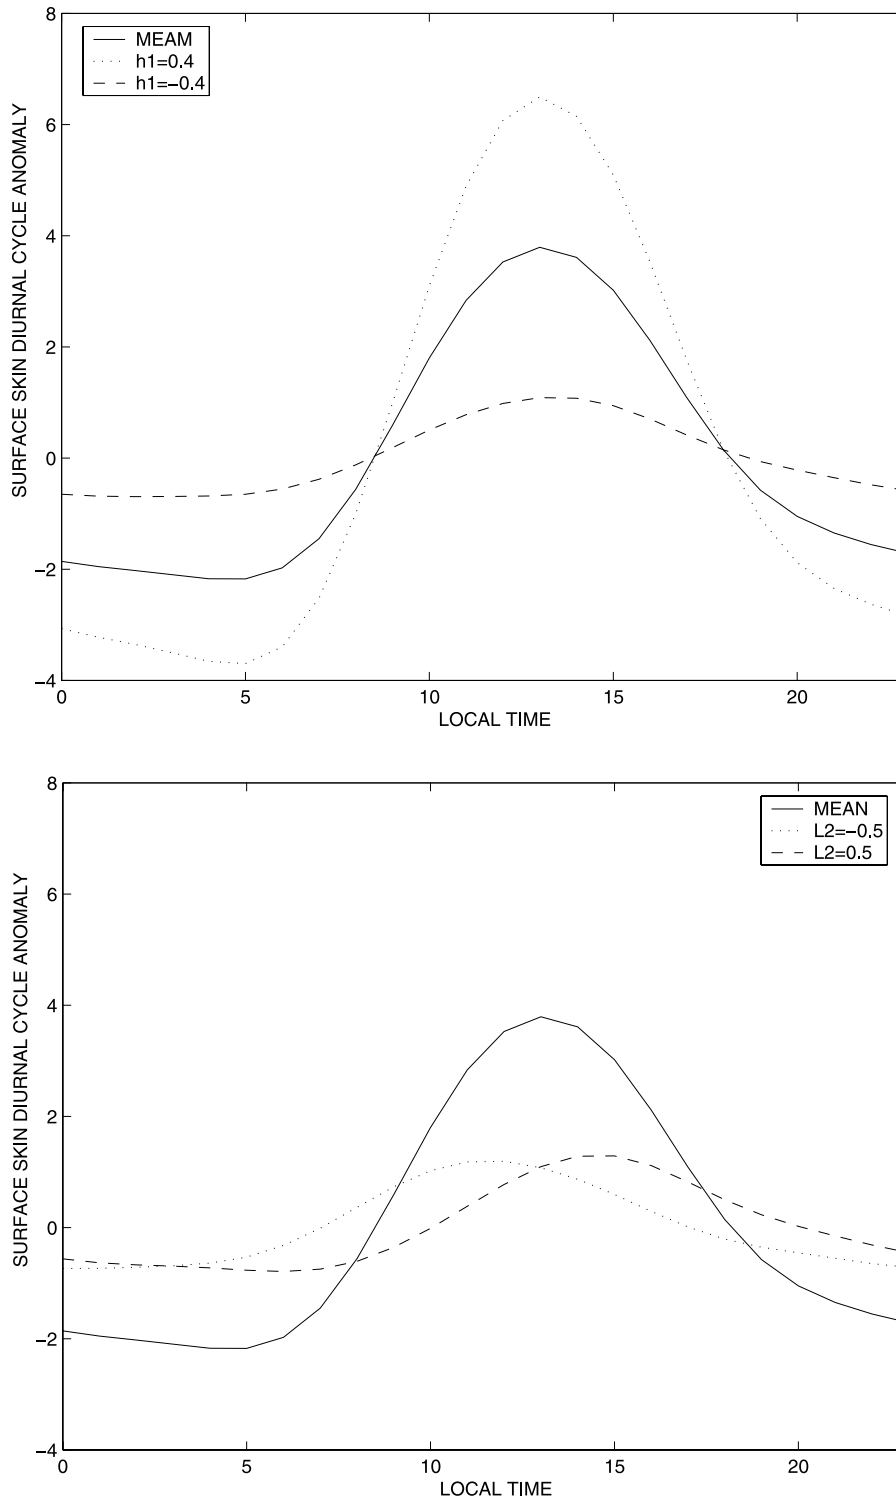 8
6
4
2
0
−2
−4
SURFACE SKIN DIURNAL CYCLE ANOMALY
MEAM
h1=0.4
h1=−0.4
0 5 10 15 20
LOCAL TIME
8
6
4
2
0
−2
−4
SURFACE SKIN DIURNAL CYCLE ANOMALY
MEAN
L2=−0.5
L2=0.5
0 5 10 15 20
LOCAL TIME